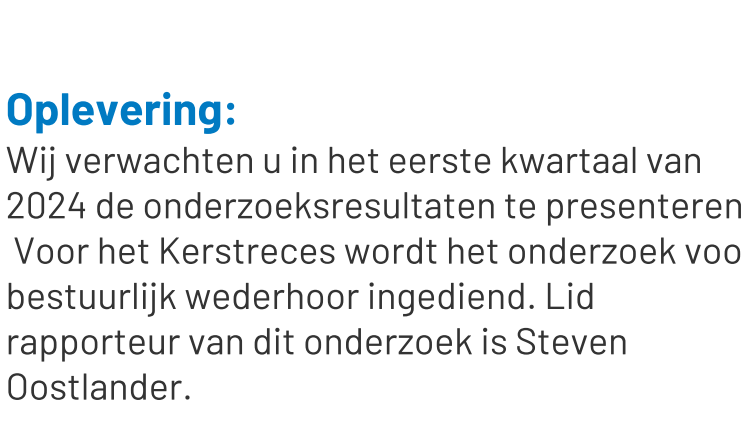 Oplevering:
Wij verwachten u in het eerste kwartaal van
2024 de onderzoeksresultaten te presenteren
Voor het Kerstreces wordt het onderzoek voo
bestuurlijk wederhoor ingediend. Lid
rapporteur van dit onderzoek is Steven
Oostlander.